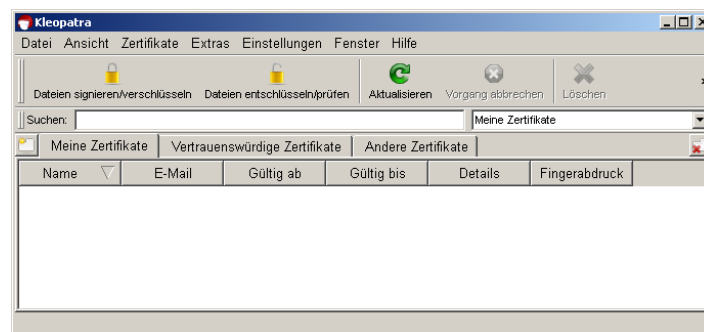 Kleopatra
Datei Ansicht Zertifikate Extras Einstellungen Fenster Hilfe
Dateien signieren/verschlüsseln Dateien entschlüsseln/prüfen Aktualisieren Vorgang abbrechen Löschen
Suchen: Meine Zertifikate
Meine Zertifikate Vertrauenswürdige Zertifikate Andere Zertifikate
Name E-Mail Gültig ab Gültig bis Details Fingerabdruck